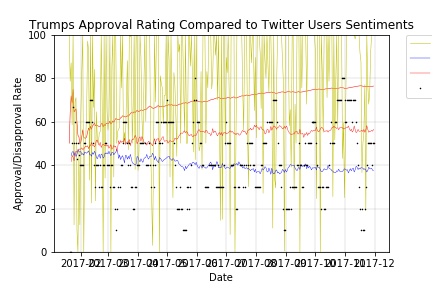 Trumps Approval Rating Compared to Twitter Users Sentiments
100
80
60
40
20
0
Approval/Disapproval Rate
2017-02 2017-03 2017-04 2017-05 2017-06 2017-07 2017-08 2017-09 2017-10 2017-11 2017-12
Date